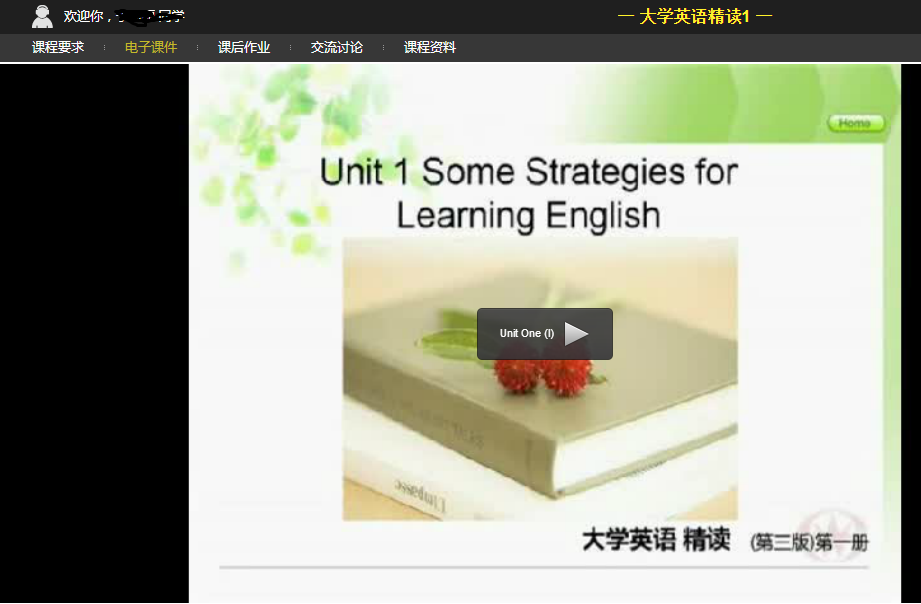 欢迎你，同学
一 大学英语精读1 一
课程要求 电子课件 课后作业 交流讨论 课程资料
Home
Unit 1 Some Strategies for
Learning English
Unit One (I)
大学英语 精读 (第三版)第一册